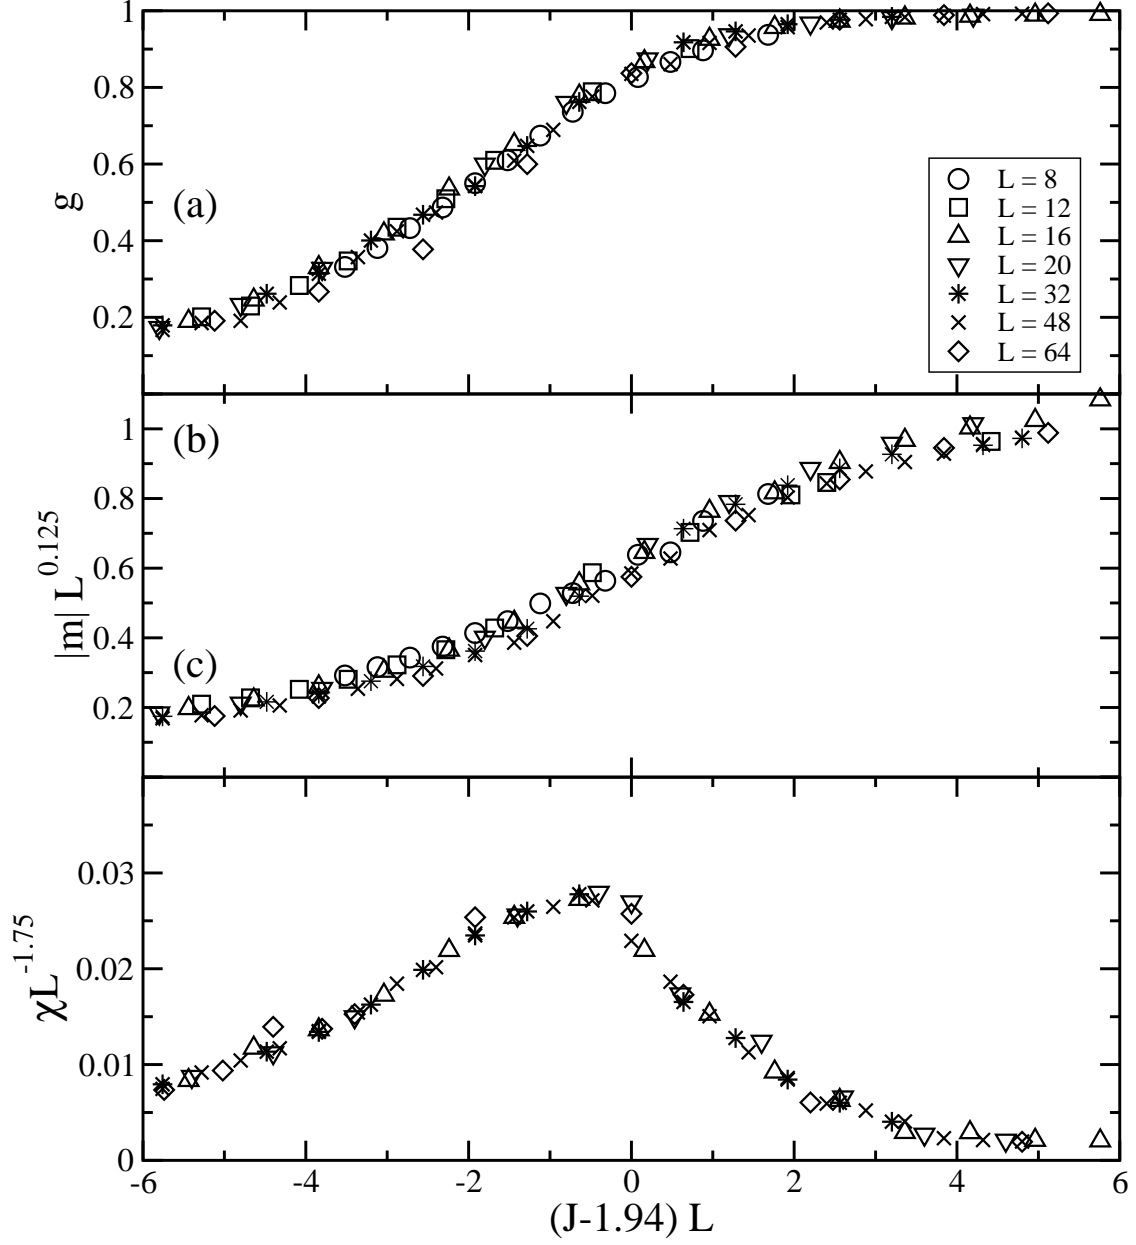 1
0.8
0.6
0.4
0.2
g
(a)
L = 8
L = 12
L = 16
L = 20
L = 32
L = 48
L = 64
1
0.8
0.6
0.4
0.2
|m| L^0.125
(b)
(c)
0.03
0.02
0.01
0
χL^-1.75
-6 -4 -2 0 2 4 6
(J-1.94) L